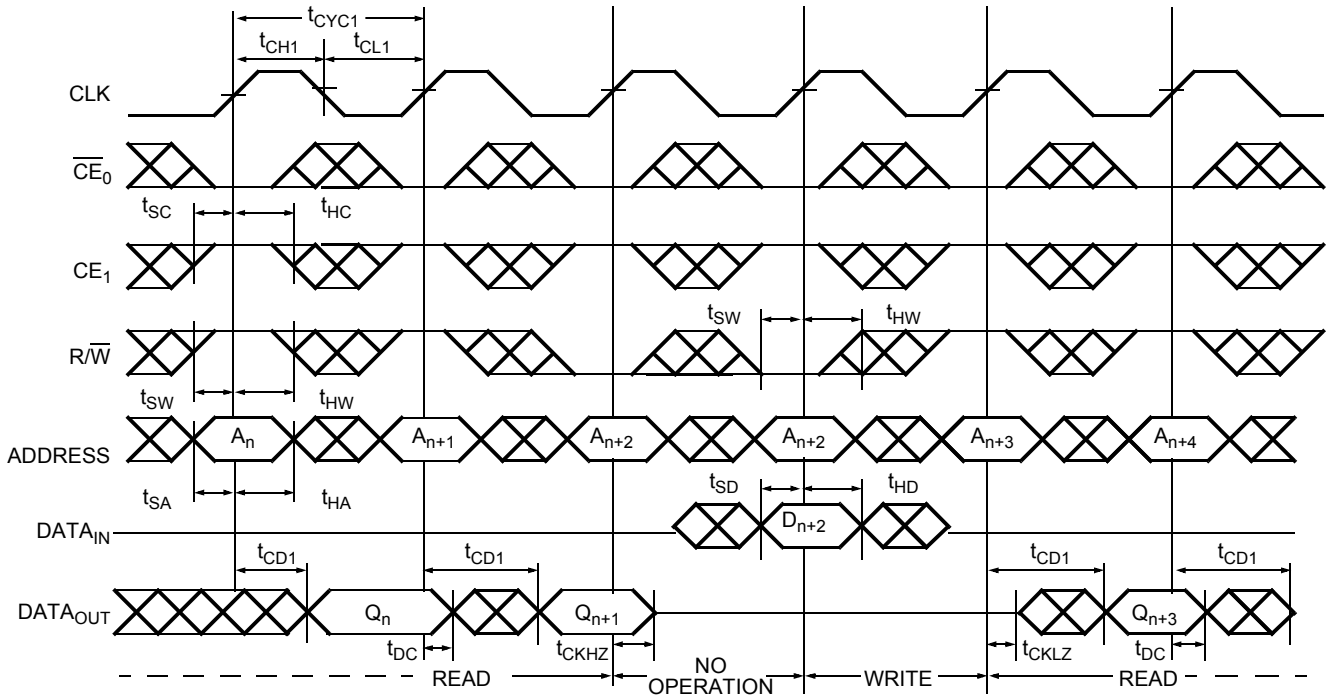 tCYC1
tCH1 tCL1
CLK
CE0
tSC tHC
CE1
tSW tHW
R/W
tSW tHW
An An+1 An+2 An+2 An+3 An+4
ADDRESS
tSA tHA tSD tHD
Dn+2
DATAIN
tCD1 tCD1 tCD1 tCD1
DATAOUT Qn Qn+1 Qn+3
tDC tCKHZ tCKLZ tDC
READ NO OPERATION WRITE READ